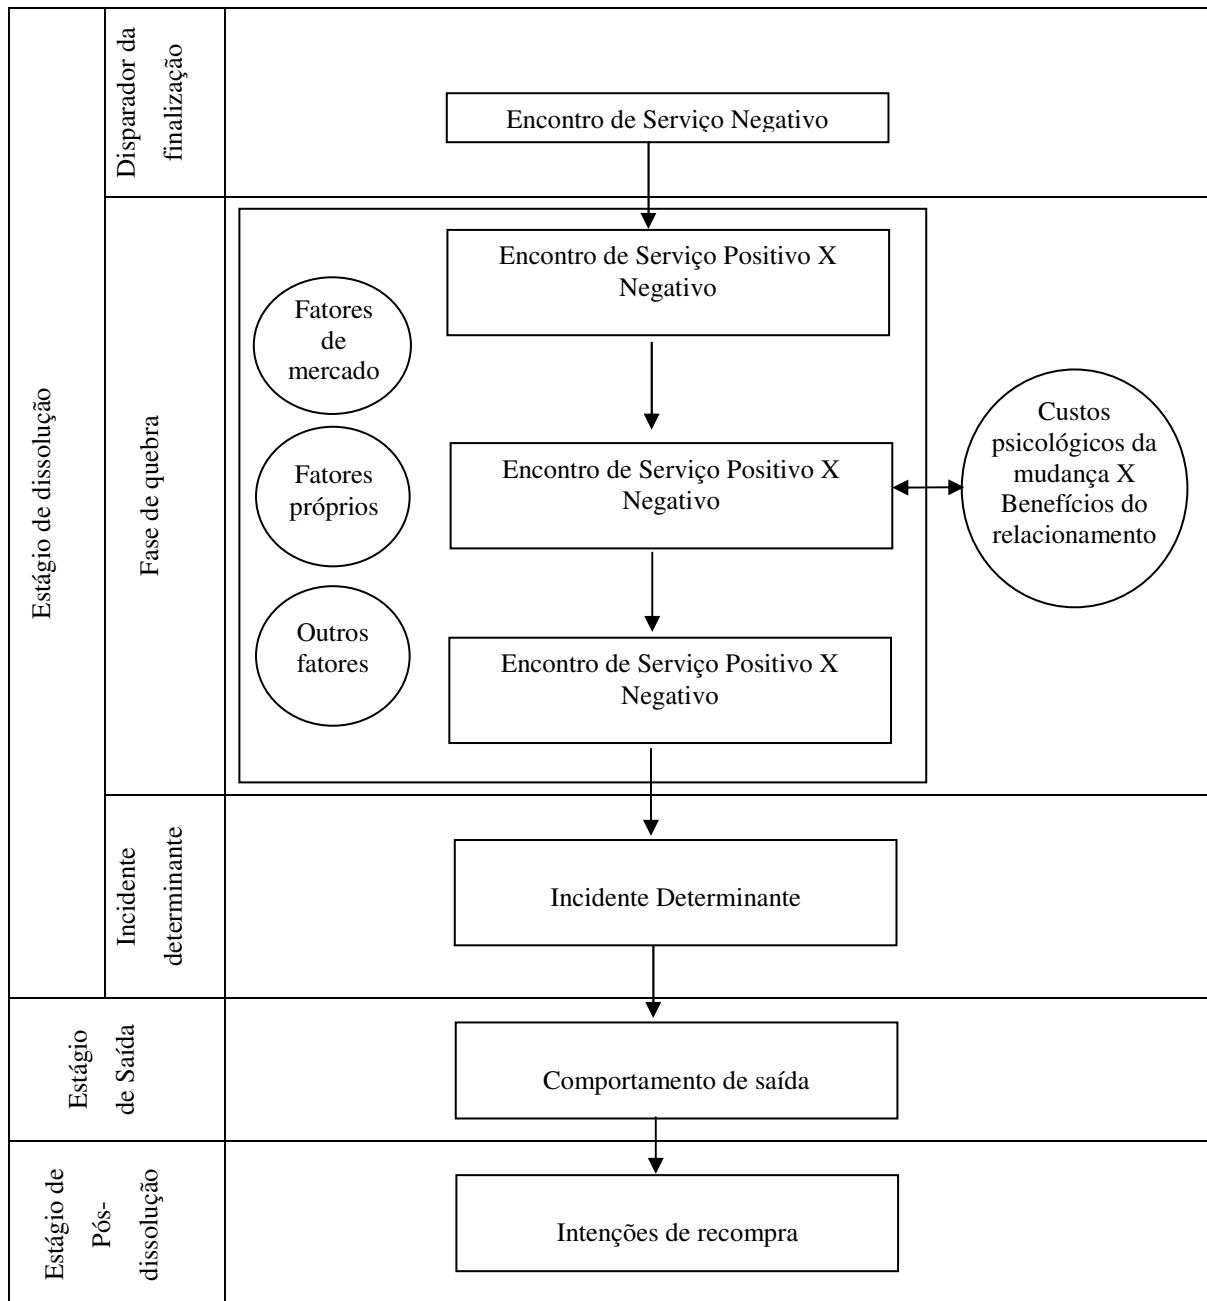 Estágio de dissolução
Disparador da
finalização
Encontro de Serviço Negativo
Fase de quebra
Encontro de Serviço Positivo X
Negativo
Fatores
de
mercado
Encontro de Serviço Positivo X
Negativo
Fatores
próprios
Custos
psicológicos da
mudança X
Benefícios do
relacionamento
Outros
fatores
Encontro de Serviço Positivo X
Negativo
Incidente
determinante
Incidente Determinante
Estágio
de Saída
Comportamento de saída
Estágio de
Pós-
dissolução
Intenções de recompra